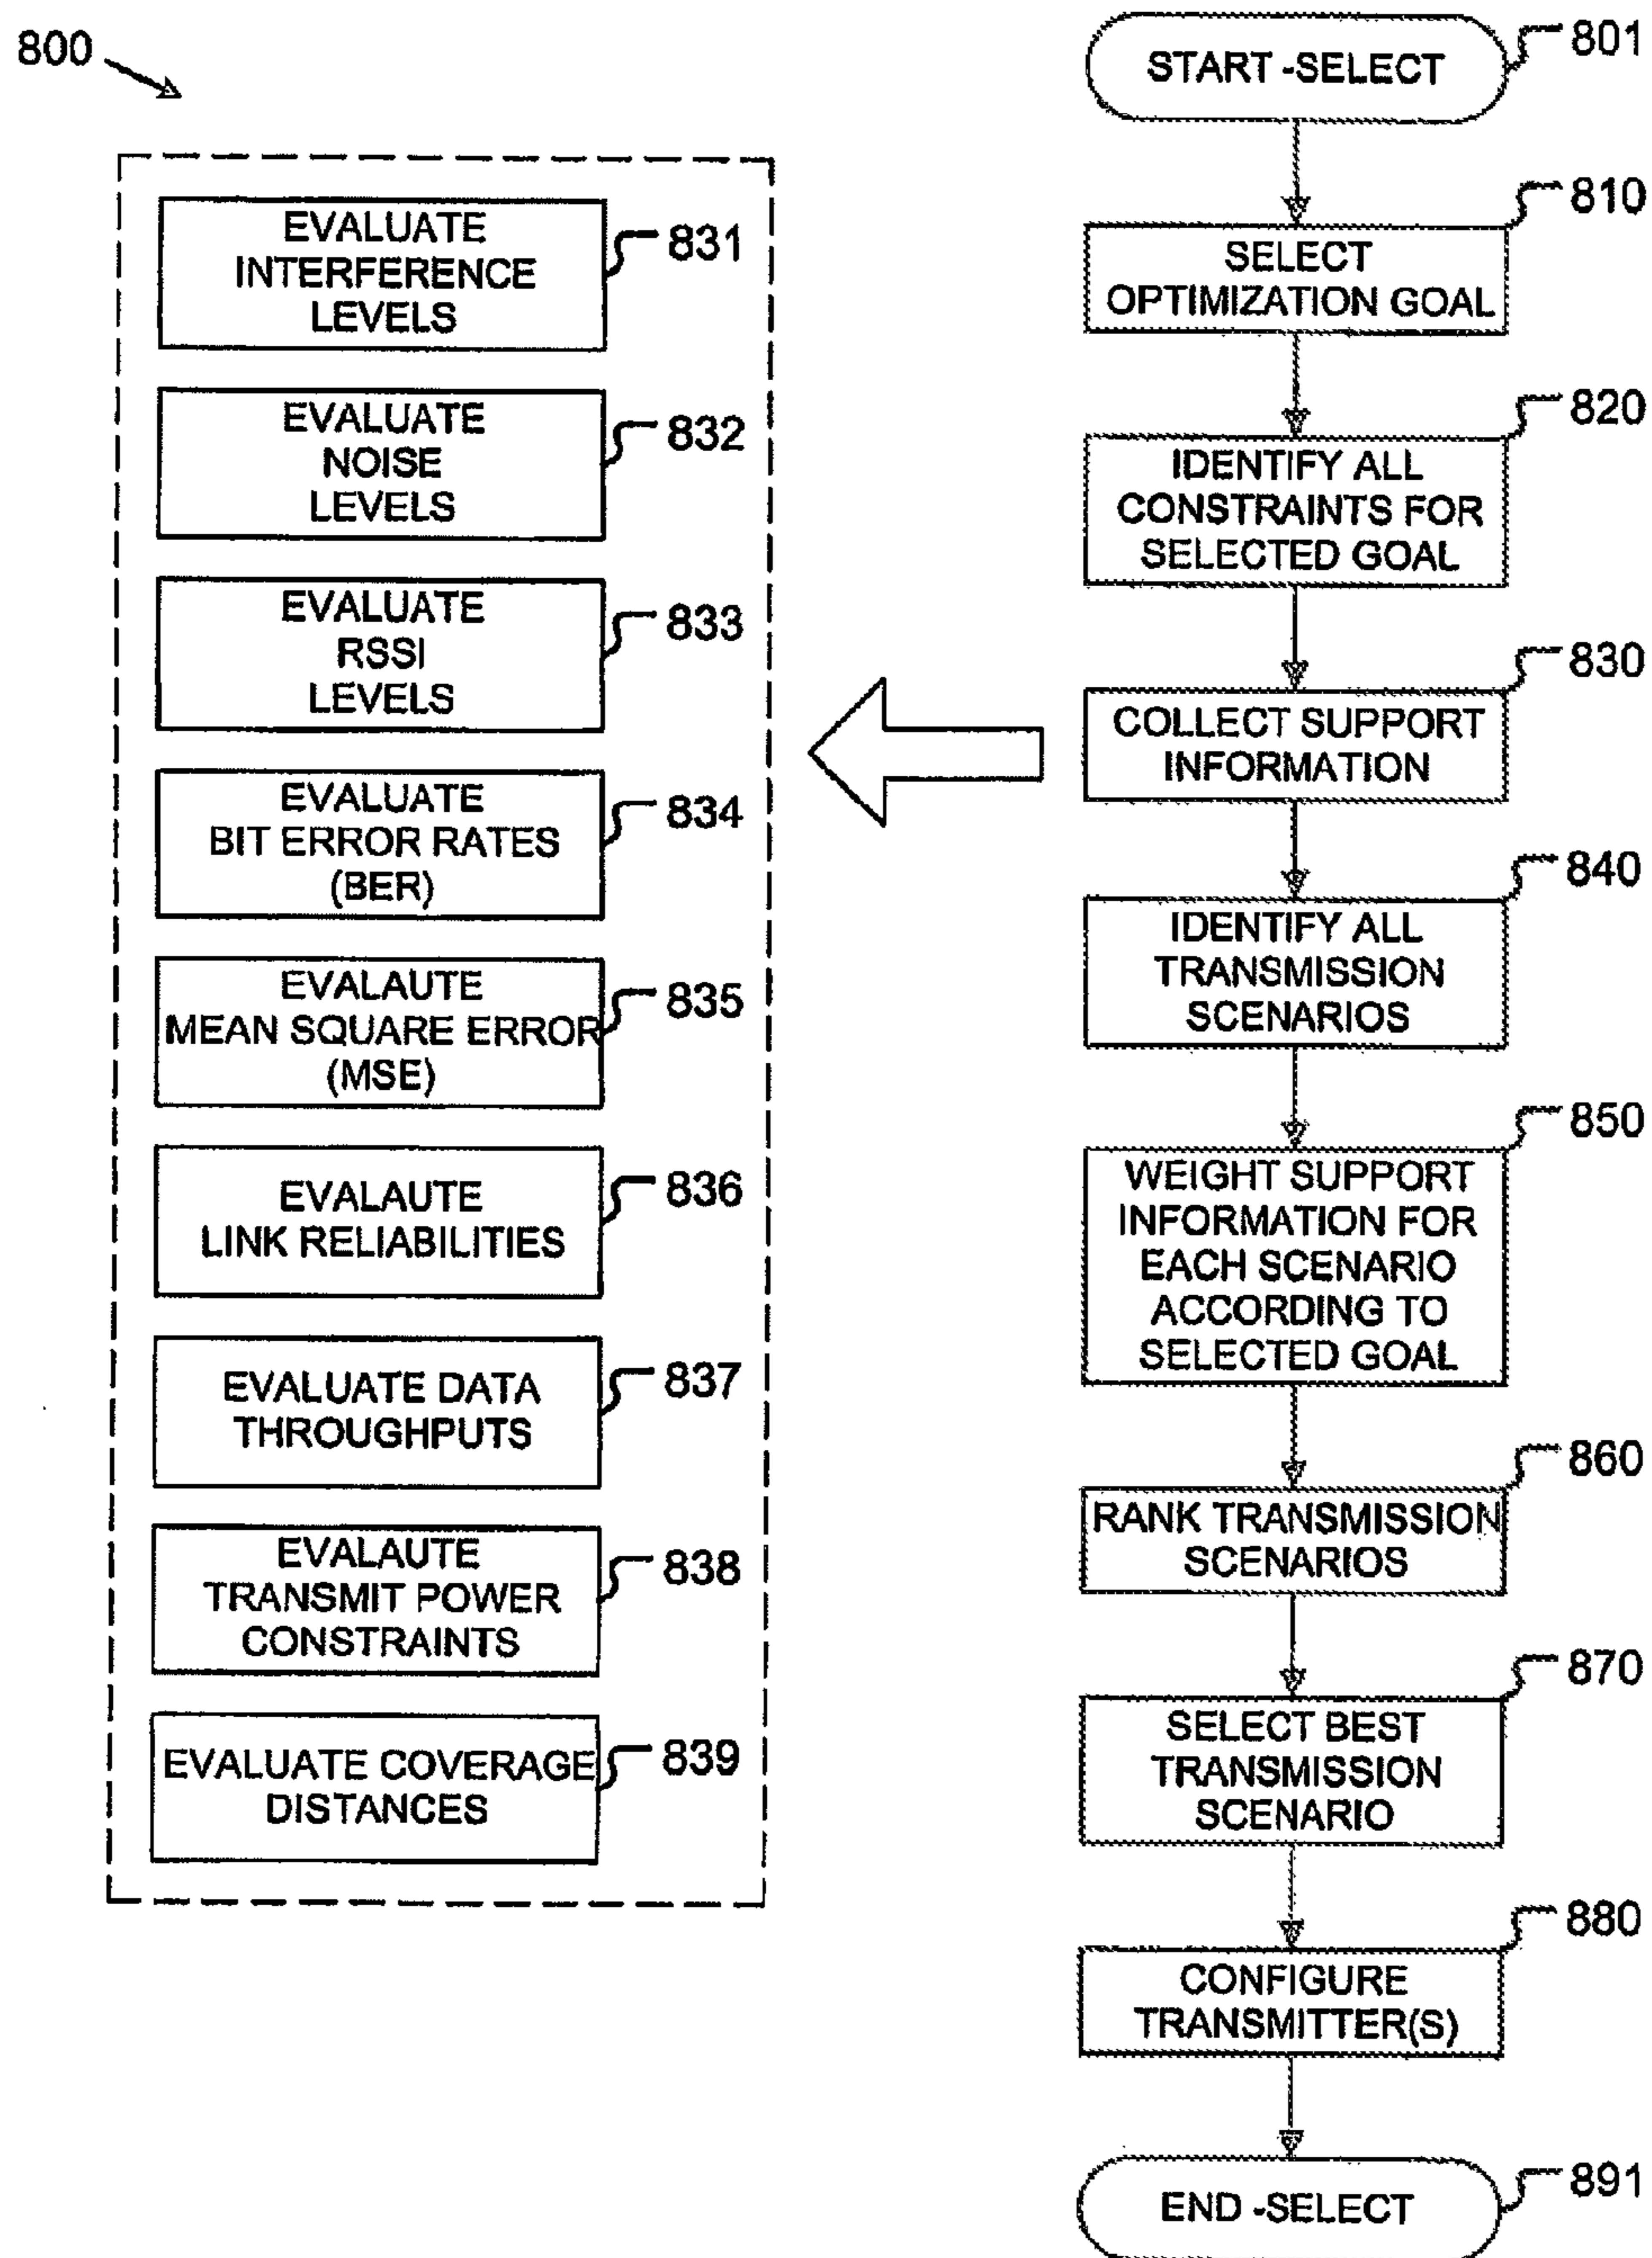 800
EVALUATE
INTERFERENCE
LEVELS
831
EVALUATE
NOISE
LEVELS
832
EVALUATE
RSSI
LEVELS
833
EVALUATE
BIT ERROR RATES
(BER)
834
EVALAUTE
MEAN SQUARE ERROR
(MSE)
835
EVALAUTE
LINK RELIABILITIES
836
EVALUATE DATA
THROUGHPUTS
837
EVALAUTE
TRANSMIT POWER
CONSTRAINTS
838
EVALUATE COVERAGE
DISTANCES
839
START -SELECT
801
SELECT
OPTIMIZATION GOAL
810
IDENTIFY ALL
CONSTRAINTS FOR
SELECTED GOAL
820
COLLECT SUPPORT
INFORMATION
830
IDENTIFY ALL
TRANSMISSION
SCENARIOS
840
WEIGHT SUPPORT
INFORMATION FOR
EACH SCENARIO
ACCORDING TO
SELECTED GOAL
850
RANK TRANSMISSION
SCENARIOS
860
SELECT BEST
TRANSMISSION
SCENARIO
870
CONFIGURE
TRANSMITTER(S)
880
END -SELECT
891